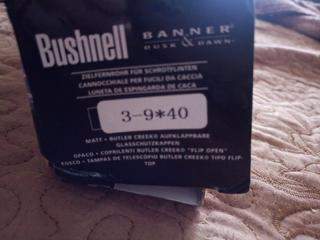 Bushnell
BANNER®
DUSK & DAWN™
ZIELFERNROHR FÜR SCHROTFLINTEN
CANNOCCHIALE PER FUCILI DA CACCIA
LUNETA DE ESPINGARDA DE CAÇA
3-9*40
MATT • BUTLER CREEK® AUFKLAPPBARE
GLASSCHUTZKAPPEN
OPACO • COPRILENTI BUTLER CREEK® "FLIP OPEN"
FOSCO • TAMPAS DE TELESCÓPIO BUTLER CREEK® TIPO FLIP-
TOP